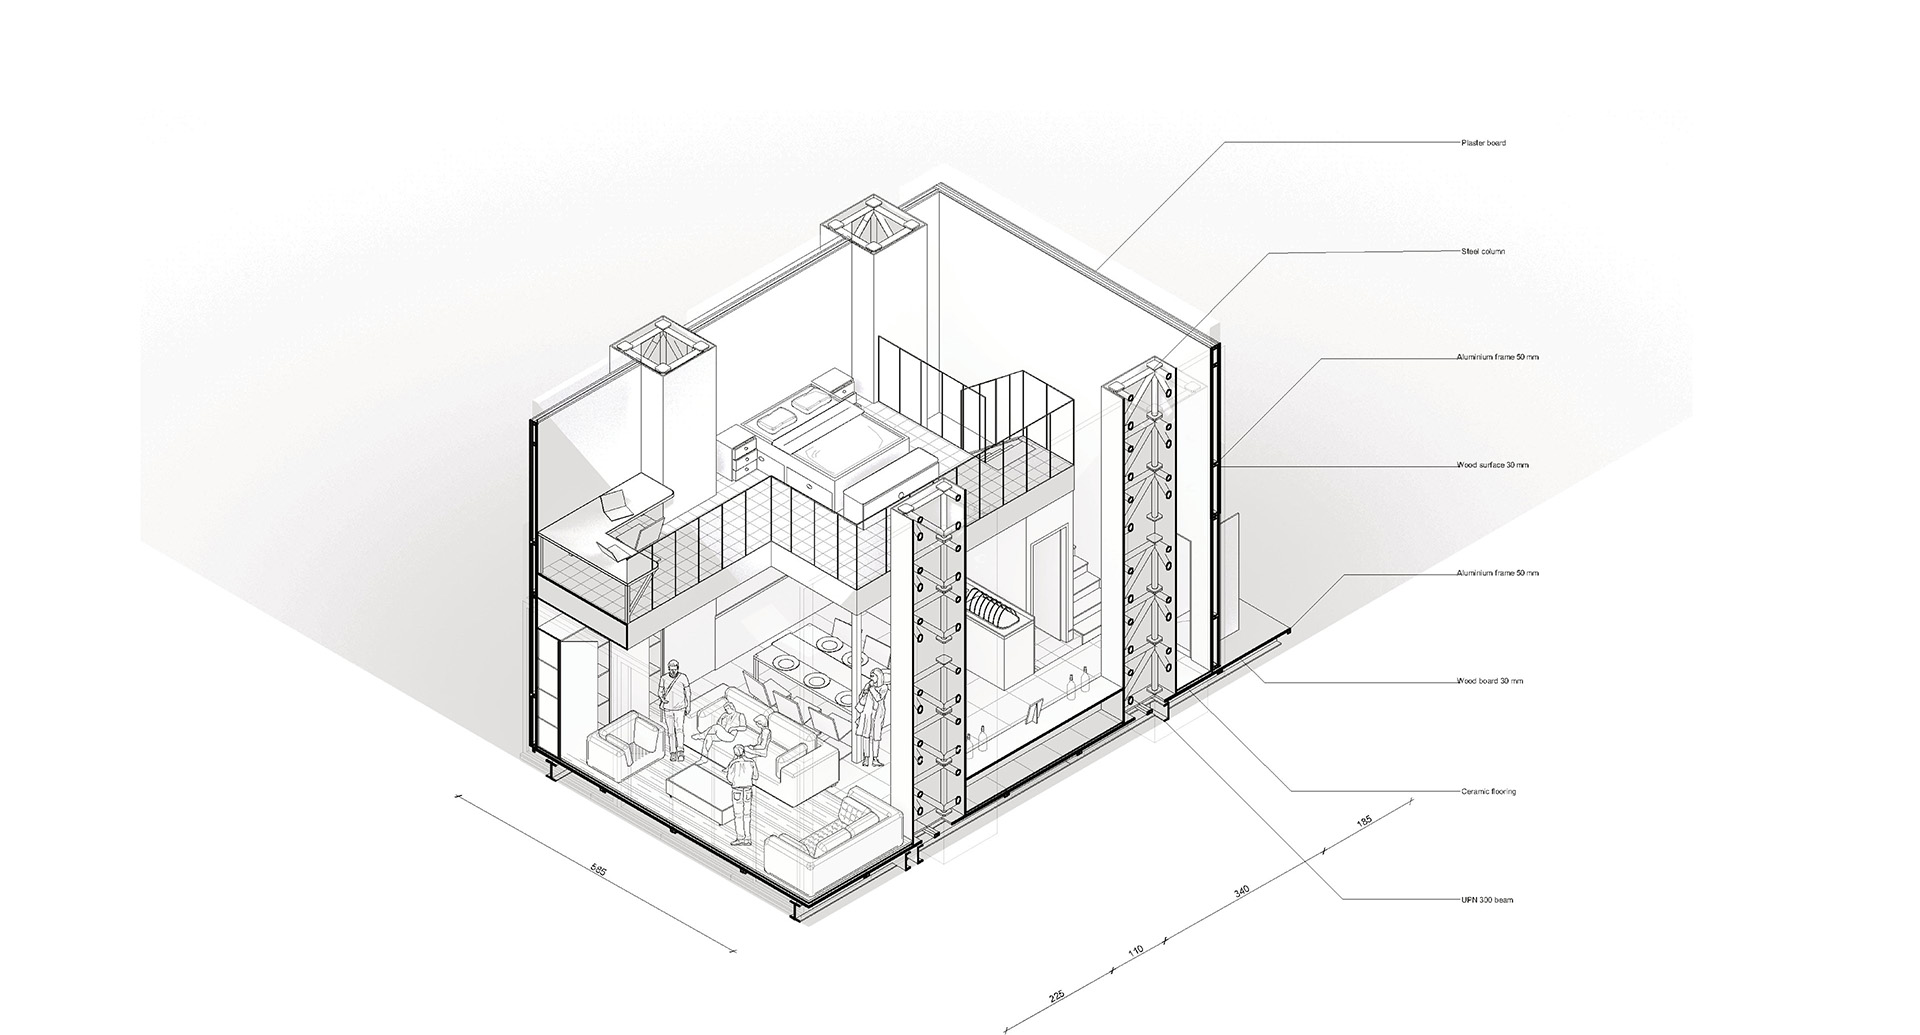 Plaster board
Steel column
Aluminium frame 50 mm
Wood surface 30 mm
Aluminium frame 50 mm
Wood board 30 mm
Ceramic flooring
UPN 300 beam
585
185
340
110
225